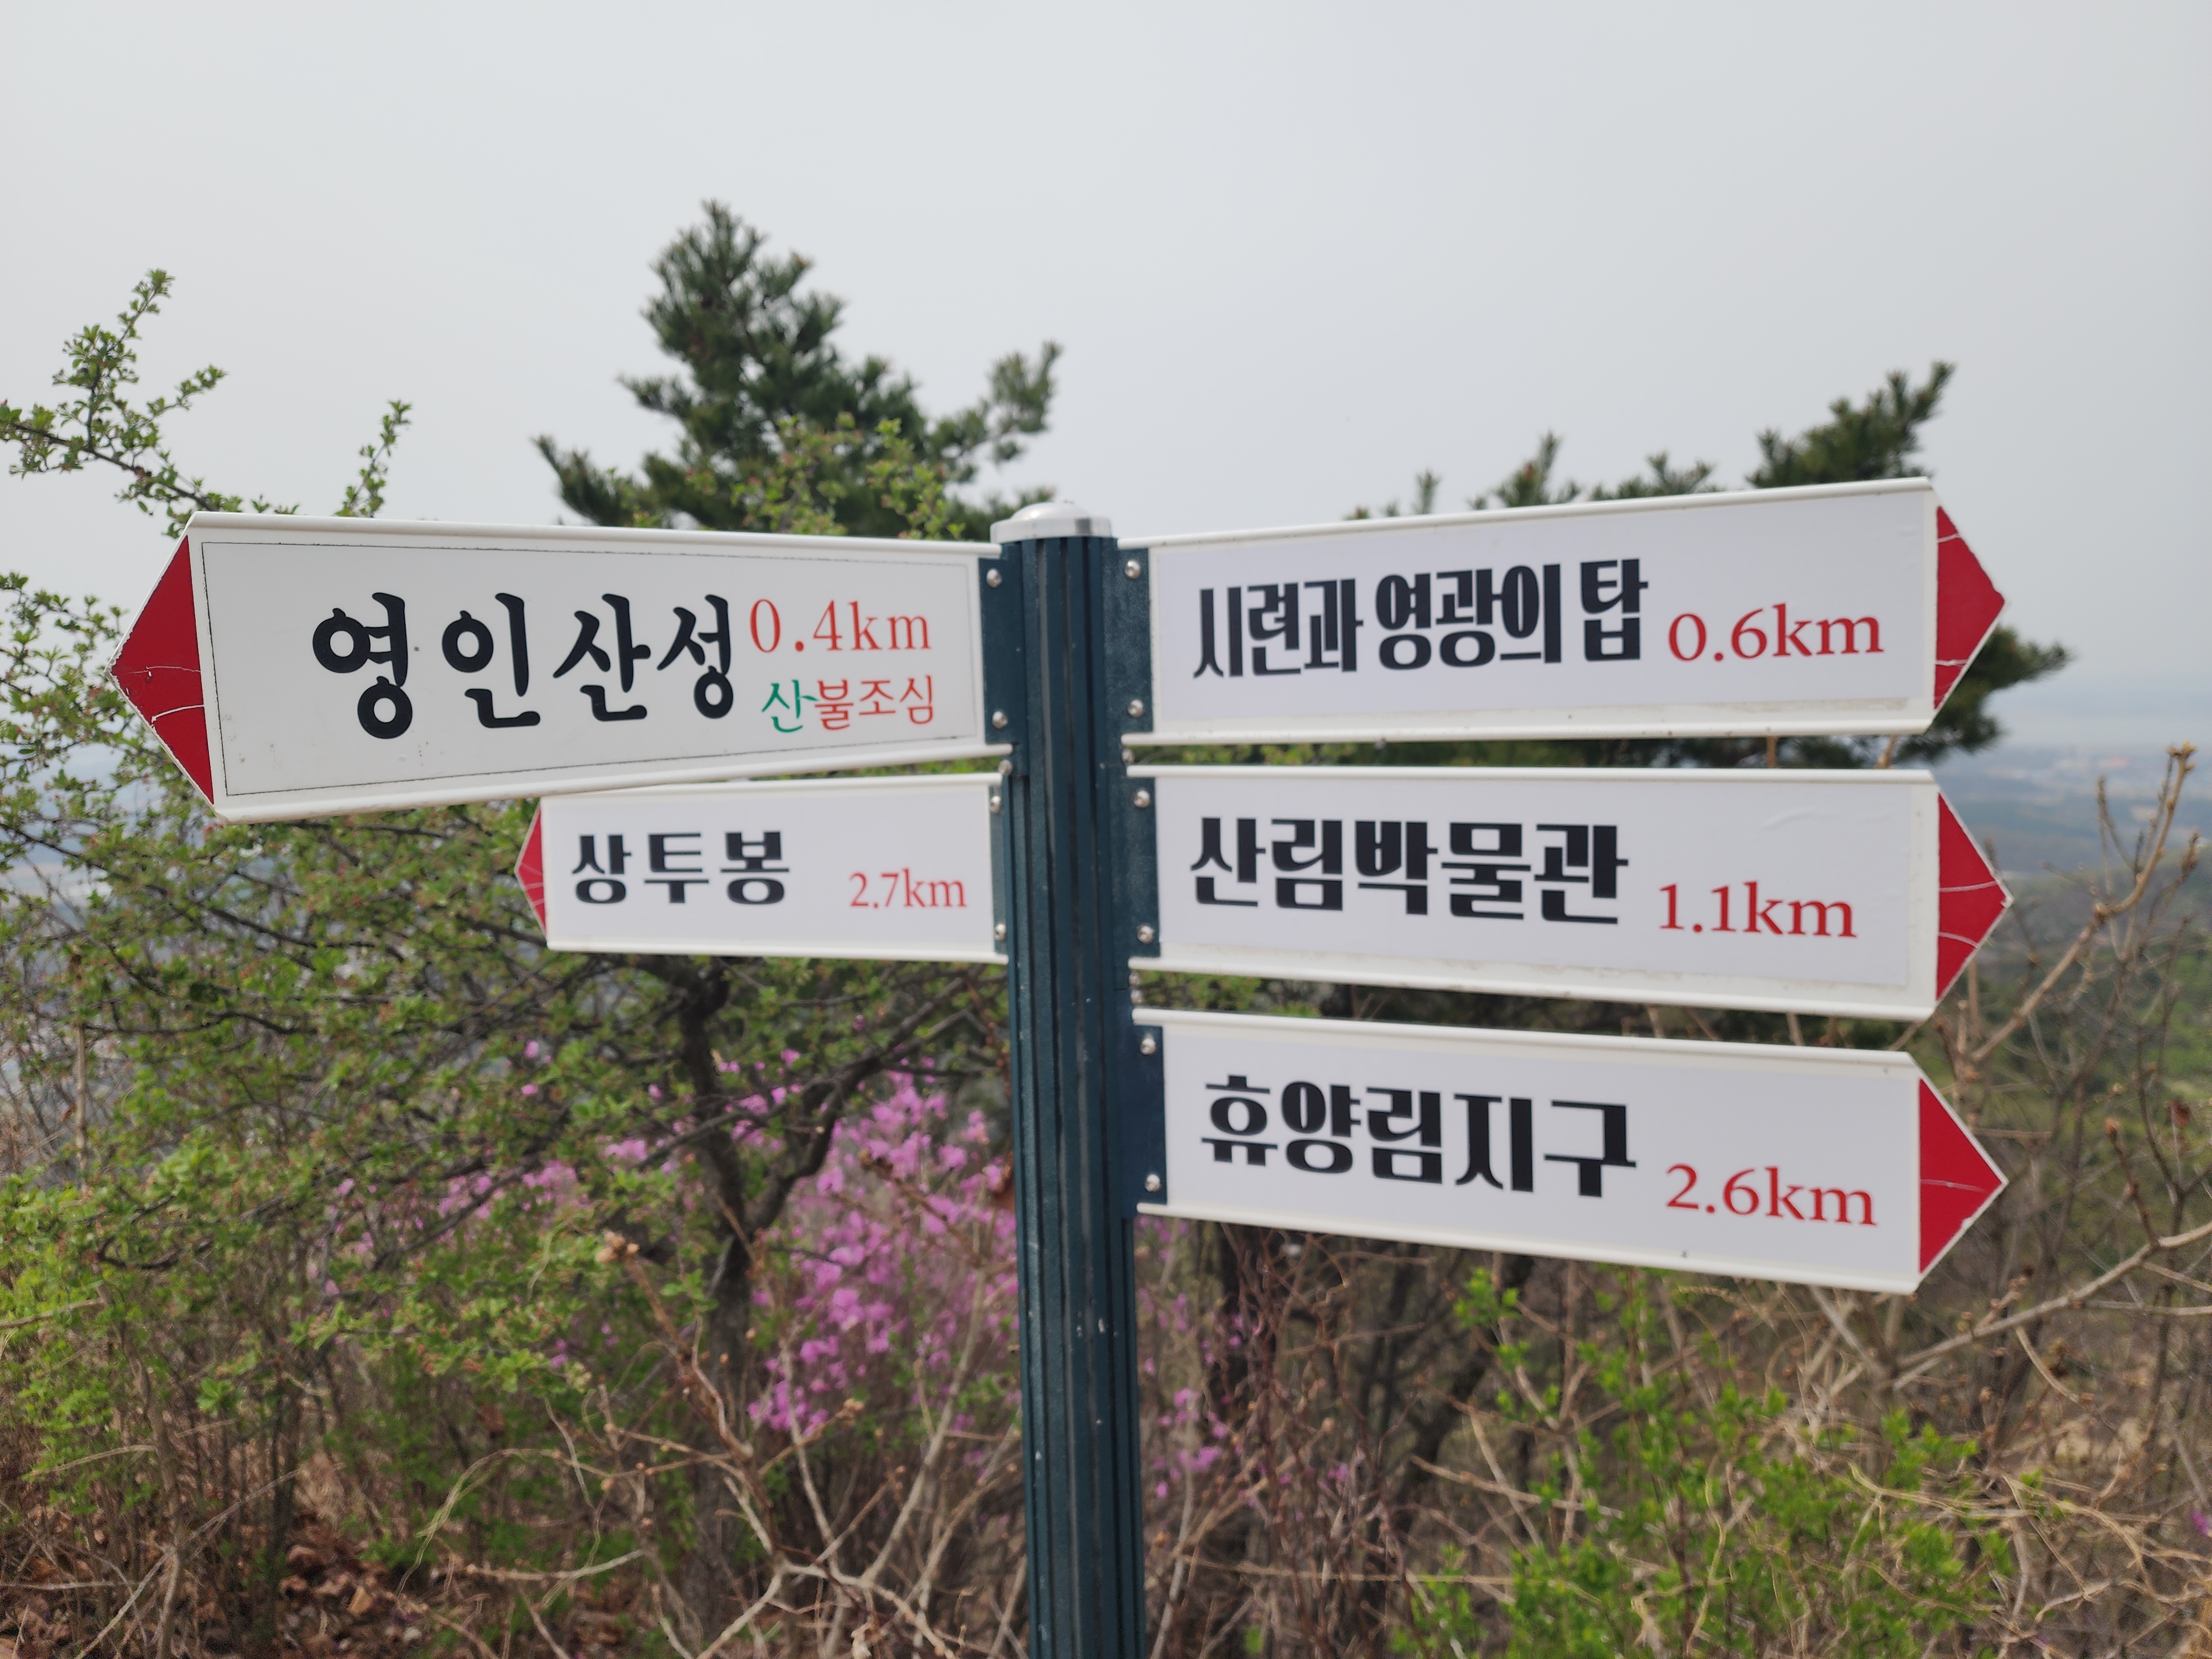 영인산성 0.4km
산불조심
상투봉 2.7km
시련과 영광의 탑 0.6km
산림박물관 1.1km
휴양림지구 2.6km